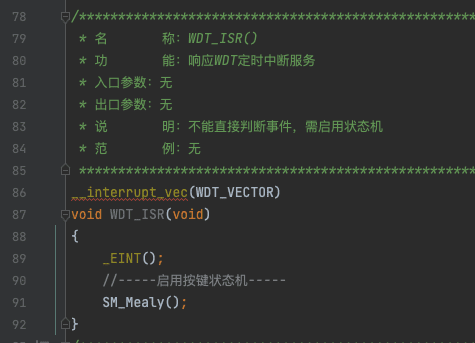 78 /****************************************************
79 * 名 称: WDT_ISR()
80 * 功 能: 响应WDT定时中断服务
81 * 入口参数: 无
82 * 出口参数: 无
83 * 说 明: 不能直接判断事件, 需启用状态机
84 * 范 例: 无
85 ****************************************************
86 __interrupt_vec(WDT_VECTOR)
87 void WDT_ISR(void)
88 {
89 _EINT();
90 //-----启用按键状态机-----
91 SM_Mealy();
92 }